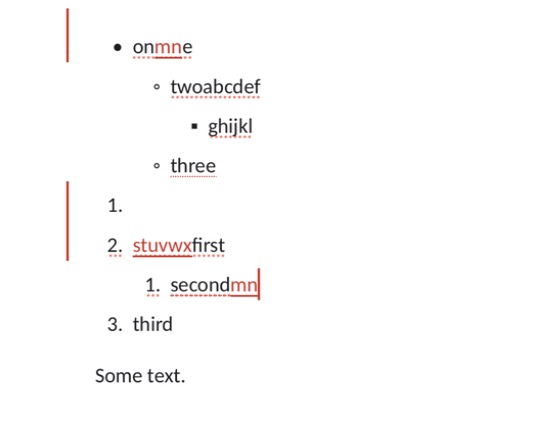 • onmne
◦ twoabcdef
▪ ghijkl
◦ three
1.
2. stuvwxfirst
1. secondmn
3. third
Some text.